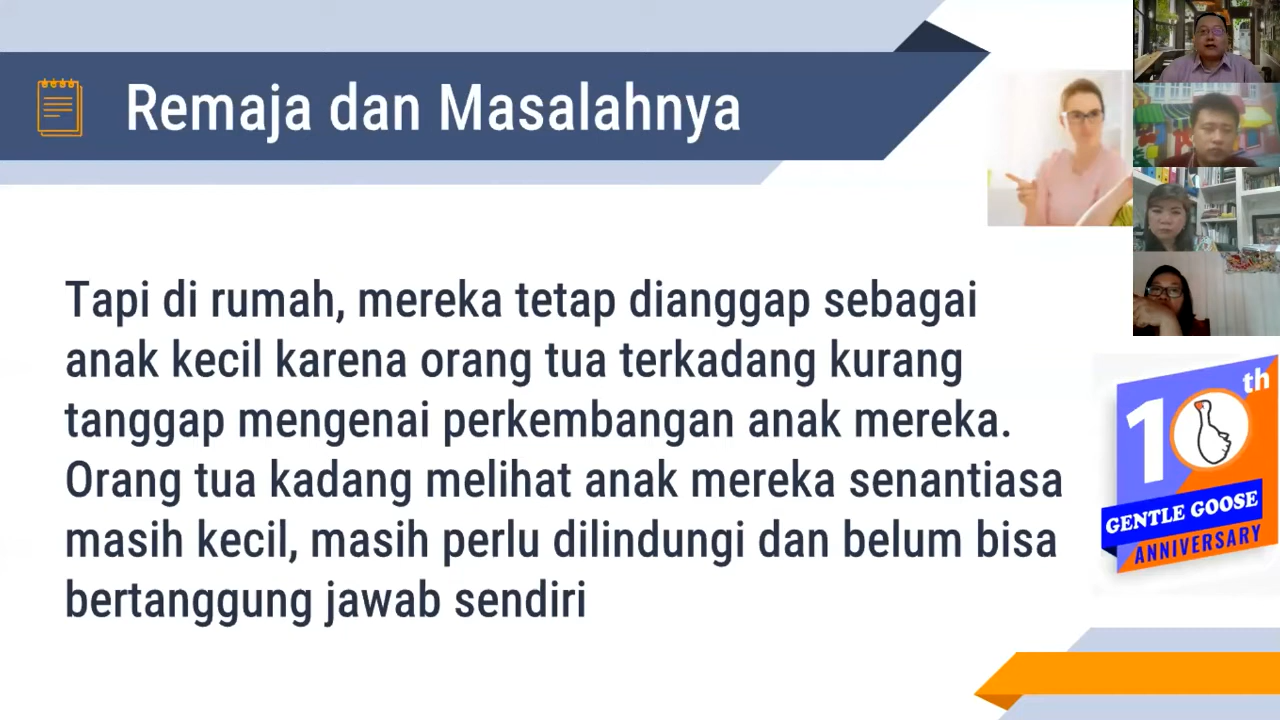 Remaja dan Masalahnya
Tapi di rumah, mereka tetap dianggap sebagai
anak kecil karena orang tua terkadang kurang
tanggap mengenai perkembangan anak mereka.
Orang tua kadang melihat anak mereka senantiasa
masih kecil, masih perlu dilindungi dan belum bisa
bertanggung jawab sendiri
10th
GENTLE GOOSE
ANNIVERSARY